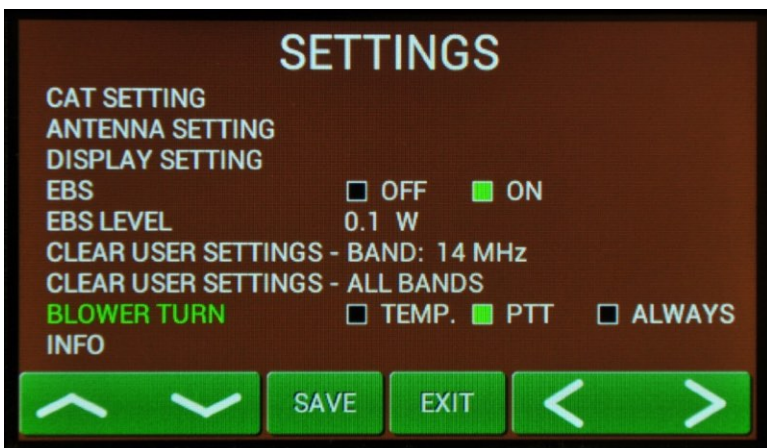 SETTINGS
CAT SETTING
ANTENNA SETTING
DISPLAY SETTING
EBS OFF ON
EBS LEVEL 0.1 W
CLEAR USER SETTINGS - BAND: 14 MHz
CLEAR USER SETTINGS - ALL BANDS
BLOWER TURN TEMP. PTT ALWAYS
INFO
SAVE EXIT